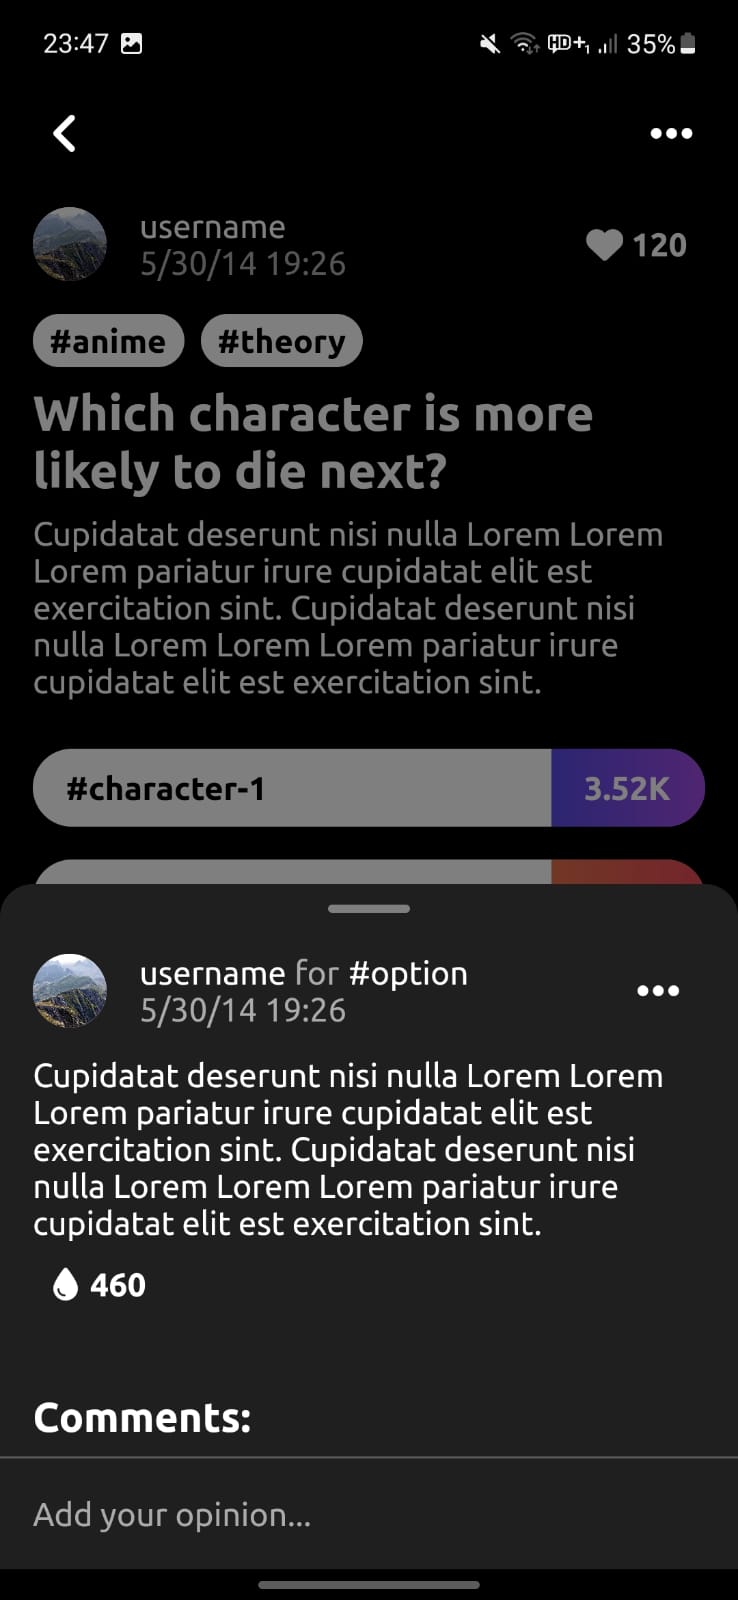 23:47
HD+1
35%
username
5/30/14 19:26
120
#anime #theory
Which character is more
likely to die next?
Cupidatat deserunt nisi nulla Lorem Lorem
Lorem pariatur irure cupidatat elit est
exercitation sint. Cupidatat deserunt nisi
nulla Lorem Lorem Lorem pariatur irure
cupidatat elit est exercitation sint.
#character-1 3.52K
username for #option
5/30/14 19:26
Cupidatat deserunt nisi nulla Lorem Lorem
Lorem pariatur irure cupidatat elit est
exercitation sint. Cupidatat deserunt nisi
nulla Lorem Lorem Lorem pariatur irure
cupidatat elit est exercitation sint.
460
Comments:
Add your opinion...